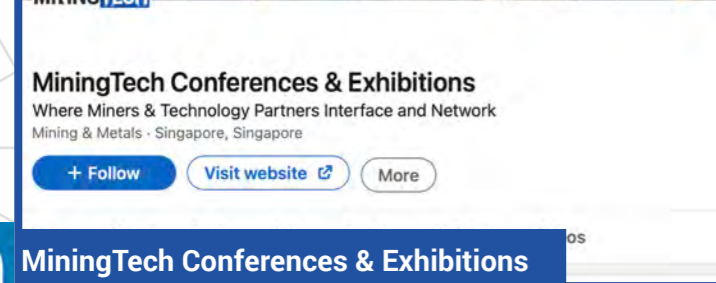 MiningTech Conferences & Exhibitions
Where Miners & Technology Partners Interface and Network
Mining & Metals · Singapore, Singapore
+ Follow
Visit website
More
os
MiningTech Conferences & Exhibitions